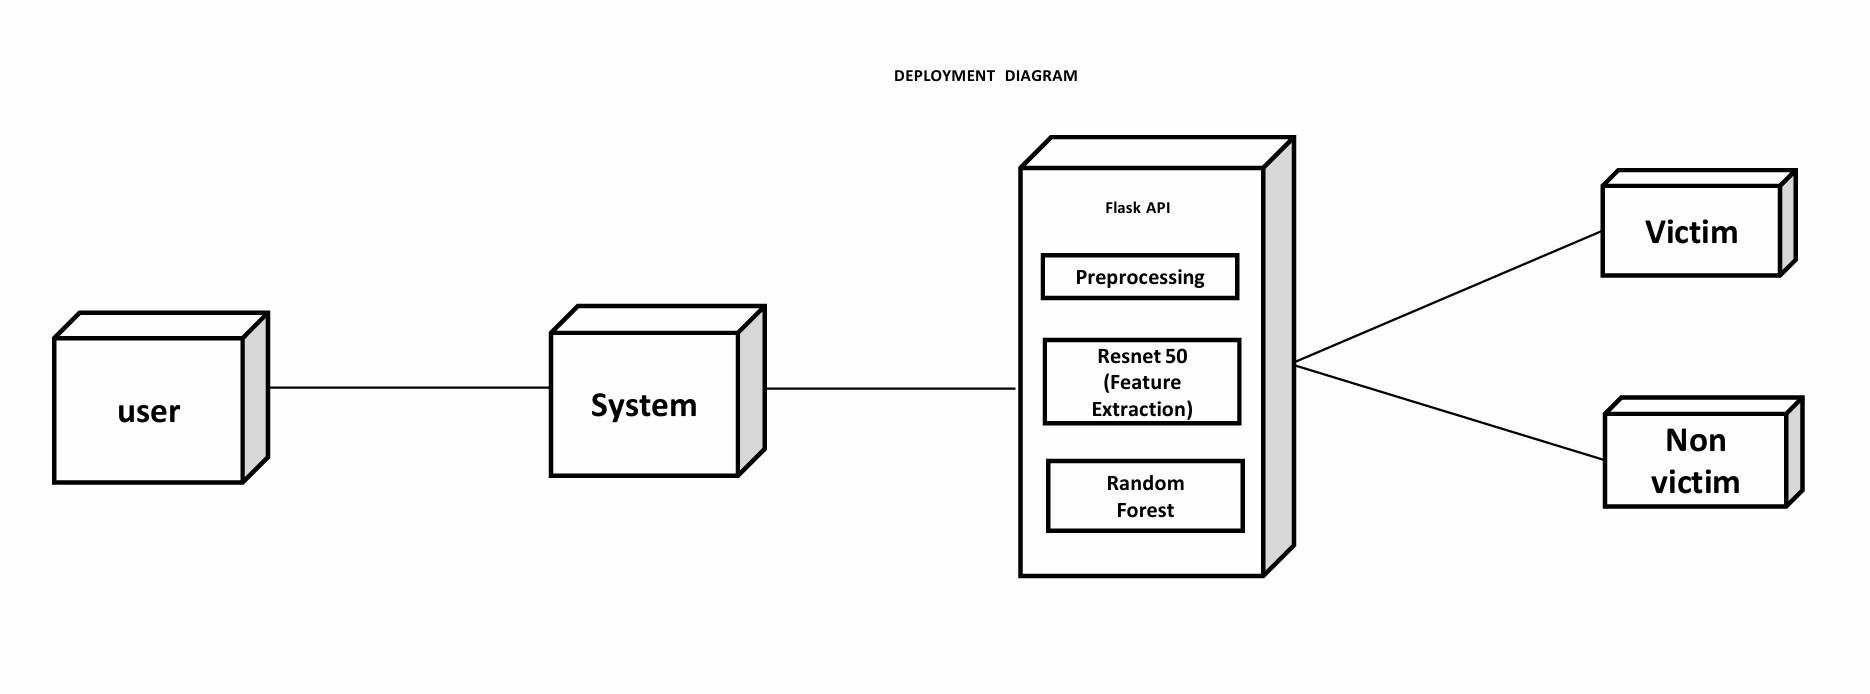 DEPLOYMENT DIAGRAM
user
System
Flask API
Preprocessing
Resnet 50
(Feature
Extraction)
Random
Forest
Victim
Non
victim